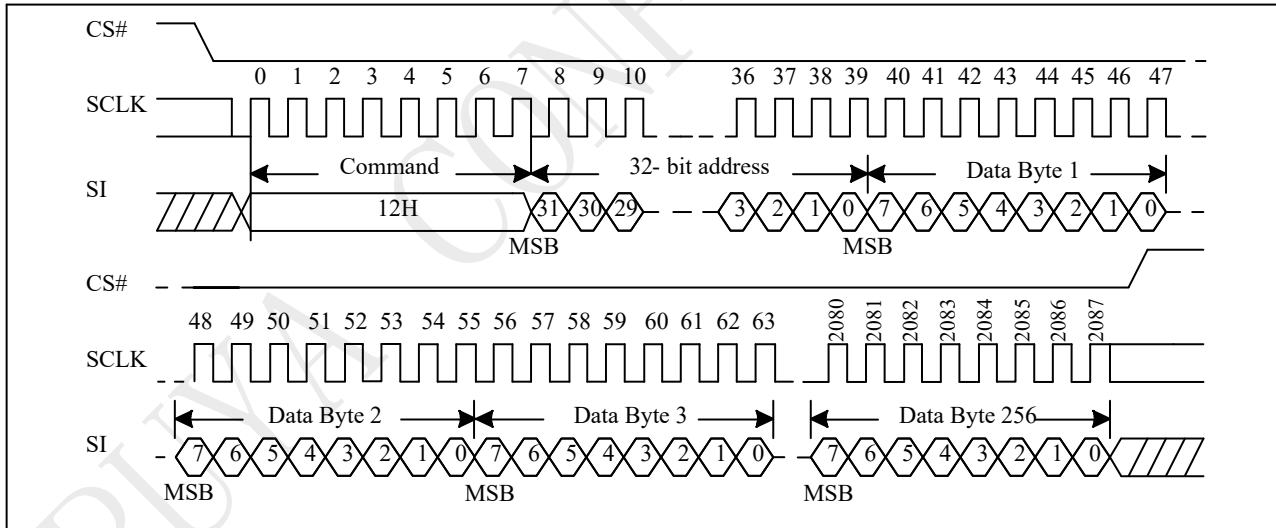 CS#
0 1 2 3 4 5 6 7 8 9 10 36 37 38 39 40 41 42 43 44 45 46 47
SCLK
Command 32- bit address Data Byte 1
SI
12H 31 30 29 3 2 1 0 7 6 5 4 3 2 1 0
MSB MSB
CS#
48 49 50 51 52 53 54 55 56 57 58 59 60 61 62 63 2080 2081 2082 2083 2084 2085 2086 2087
SCLK
Data Byte 2 Data Byte 3 Data Byte 256
SI
7 6 5 4 3 2 1 0 7 6 5 4 3 2 1 0 7 6 5 4 3 2 1 0
MSB MSB MSB